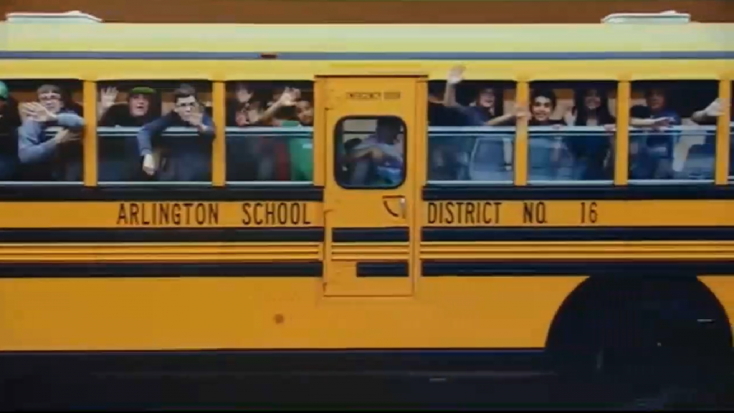 EMERGENCY DOOR
ARLINGTON SCHOOL DISTRICT NO. 16